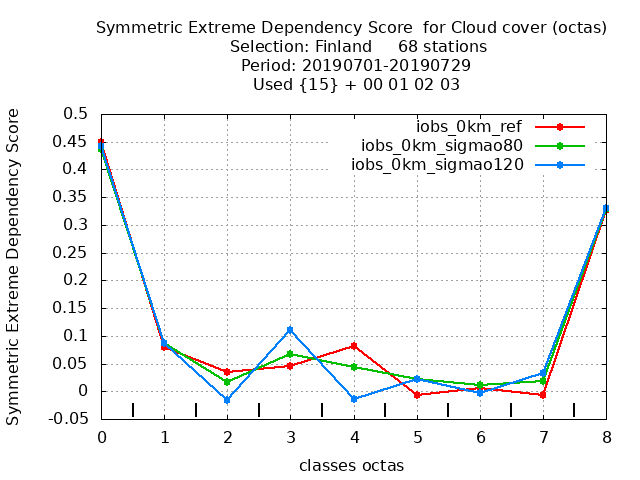 Symmetric Extreme Dependency Score  for Cloud cover (octas)
Selection: Finland     68 stations
Period: 20190701-20190729
Used {15} + 00 01 02 03
iobs_0km_ref
iobs_0km_sigmao80
iobs_0km_sigmao120
Symmetric Extreme Dependency Score
0.5
0.45
0.4
0.35
0.3
0.25
0.2
0.15
0.1
0.05
0
-0.05
0 1 2 3 4 5 6 7 8
classes octas